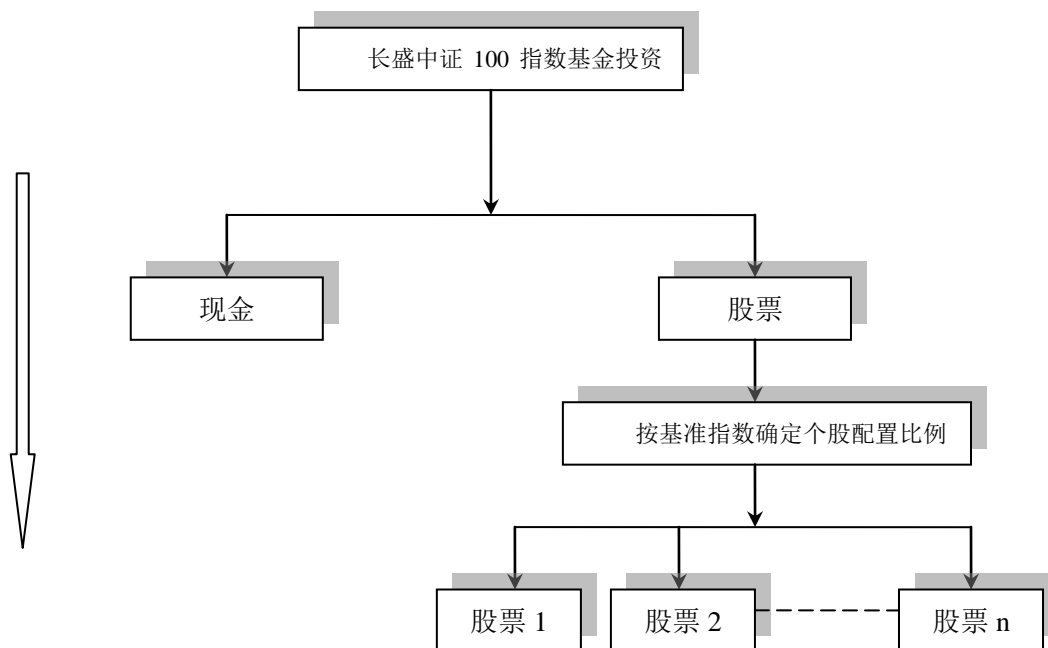 长盛中证 100 指数基金投资
现金
股票
按基准指数确定个股配置比例
股票 1
股票 2
股票 n